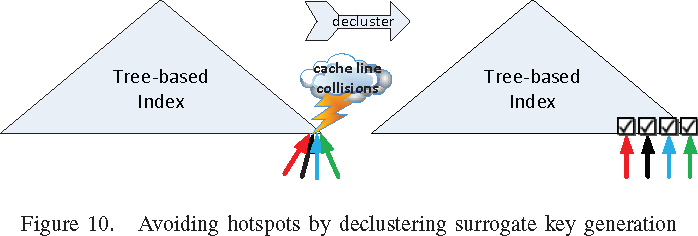 decluster
Tree-based
Index
cache line
collisions
Tree-based
Index
Figure 10. Avoiding hotspots by declustering surrogate key generation